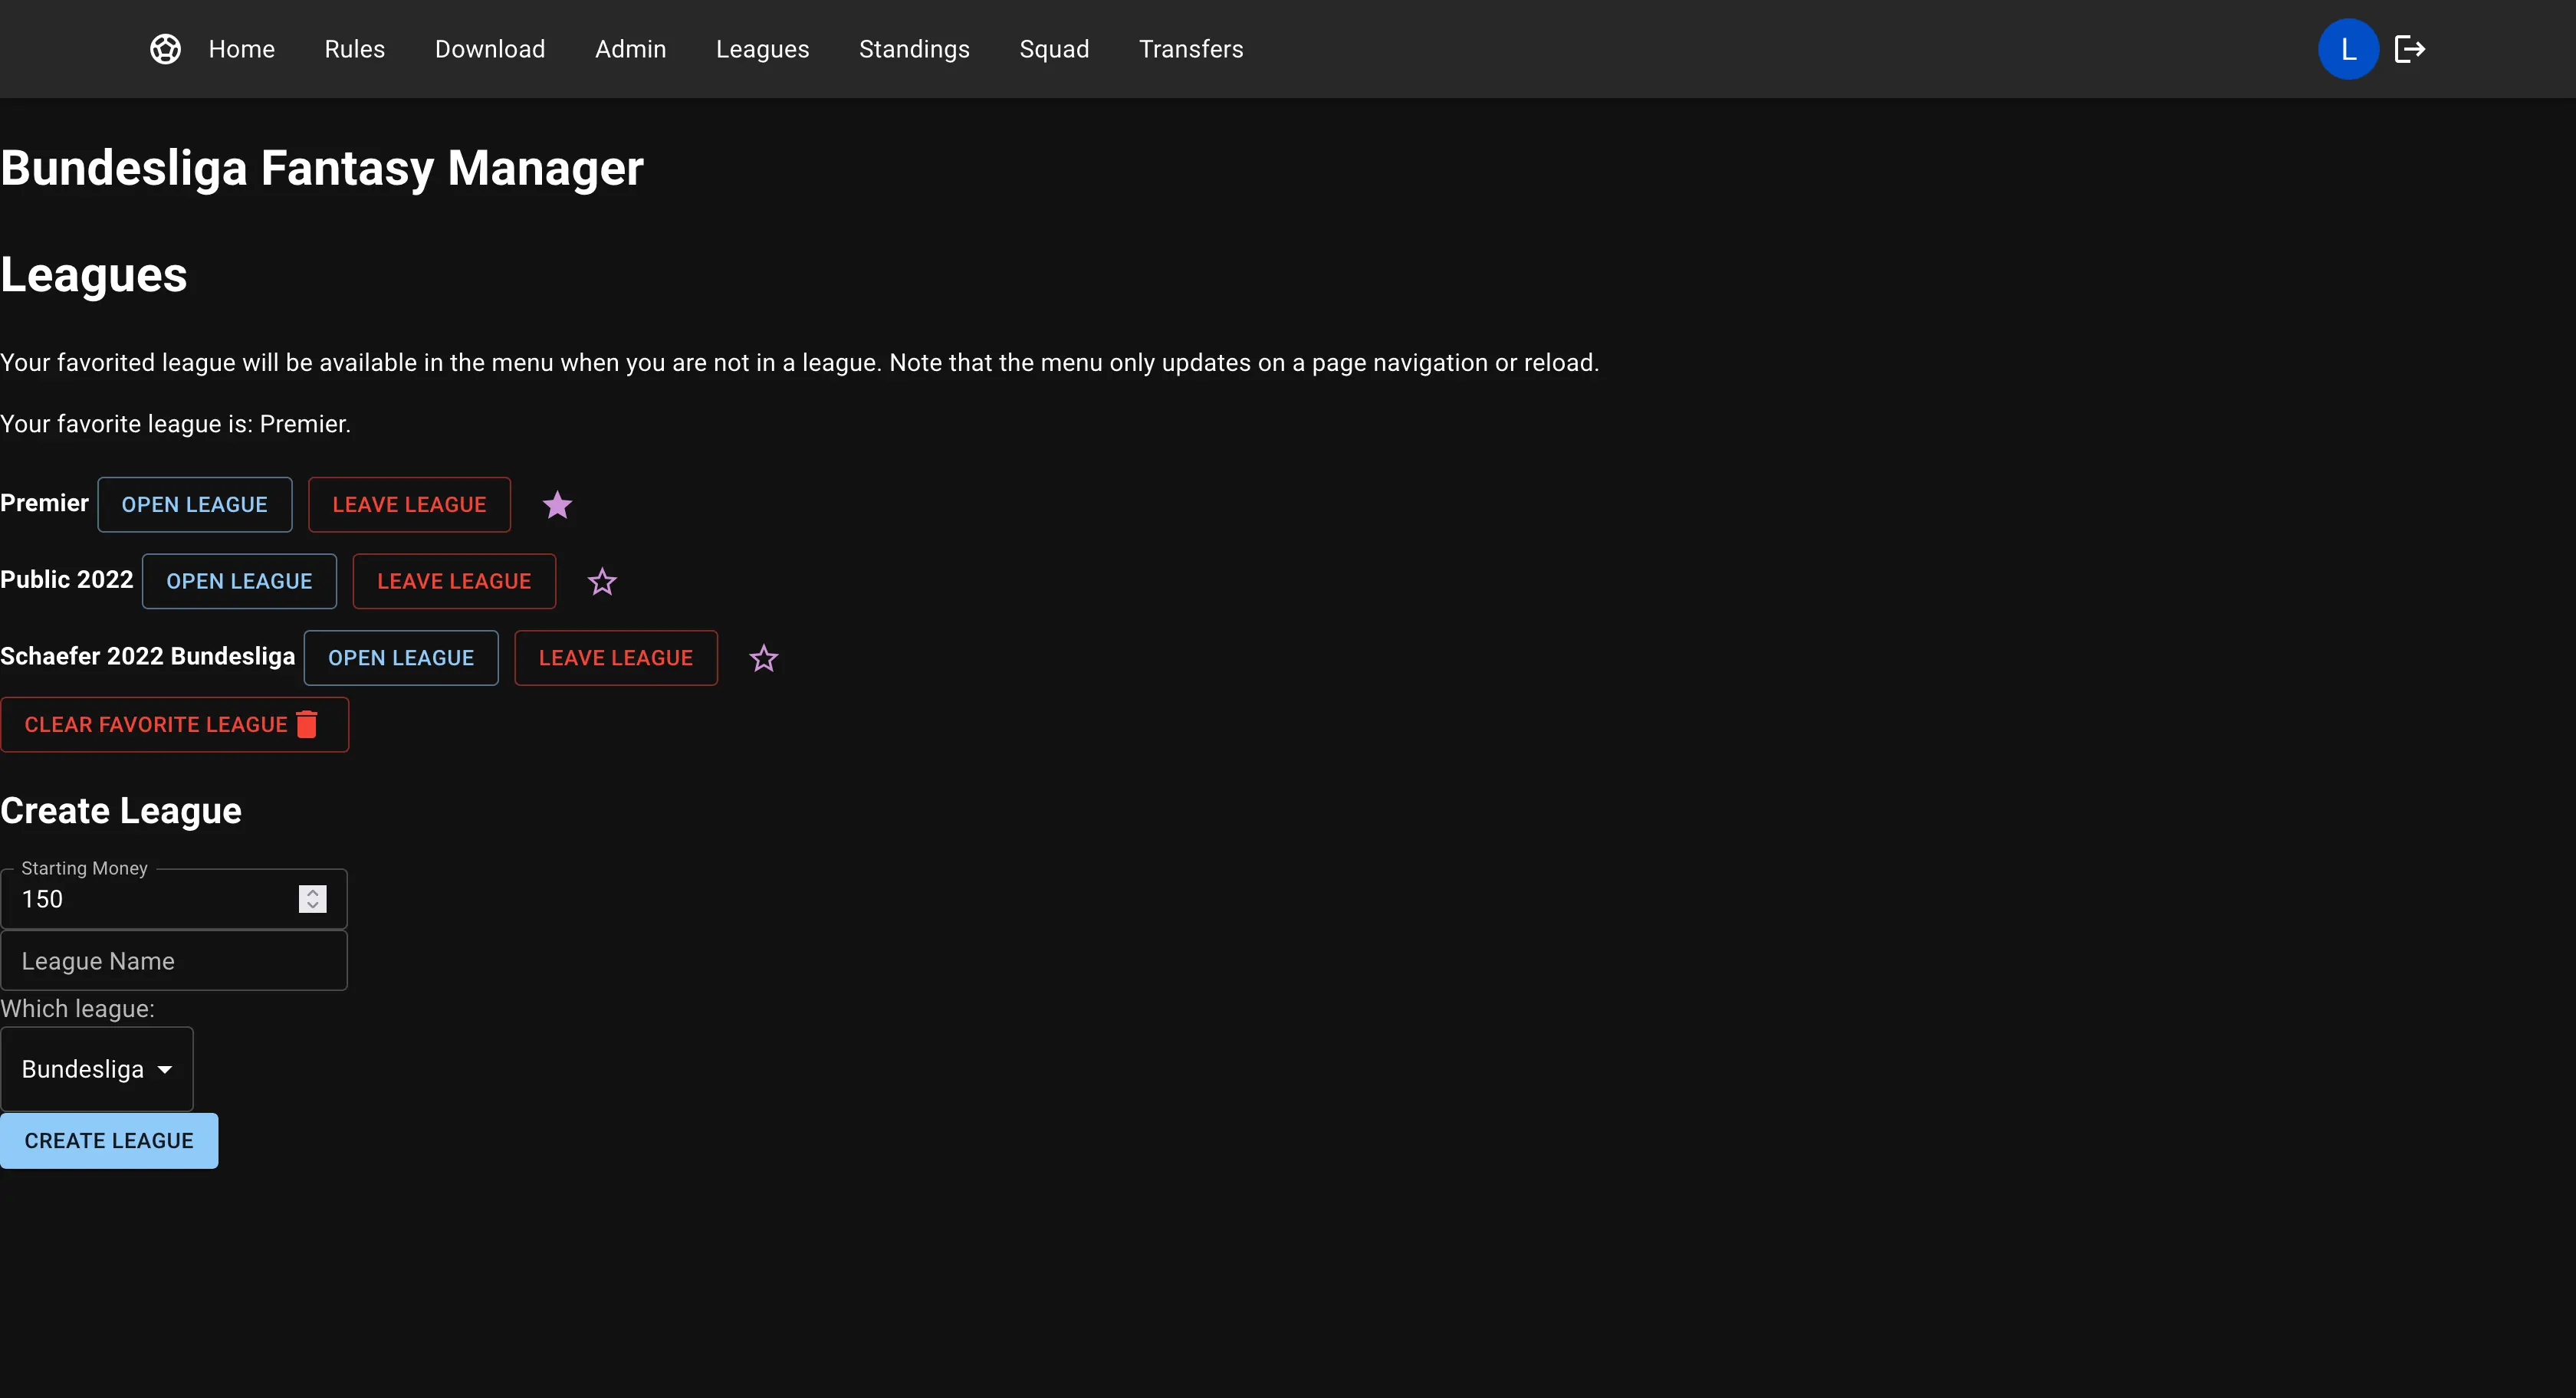 Home Rules Download Admin Leagues Standings Squad Transfers L
Bundesliga Fantasy Manager
Leagues
Your favorited league will be available in the menu when you are not in a league. Note that the menu only updates on a page navigation or reload.
Your favorite league is: Premier.
Premier OPEN LEAGUE LEAVE LEAGUE
Public 2022 OPEN LEAGUE LEAVE LEAGUE
Schaefer 2022 Bundesliga OPEN LEAGUE LEAVE LEAGUE
CLEAR FAVORITE LEAGUE
Create League
Starting Money
150
League Name
Which league:
Bundesliga
CREATE LEAGUE